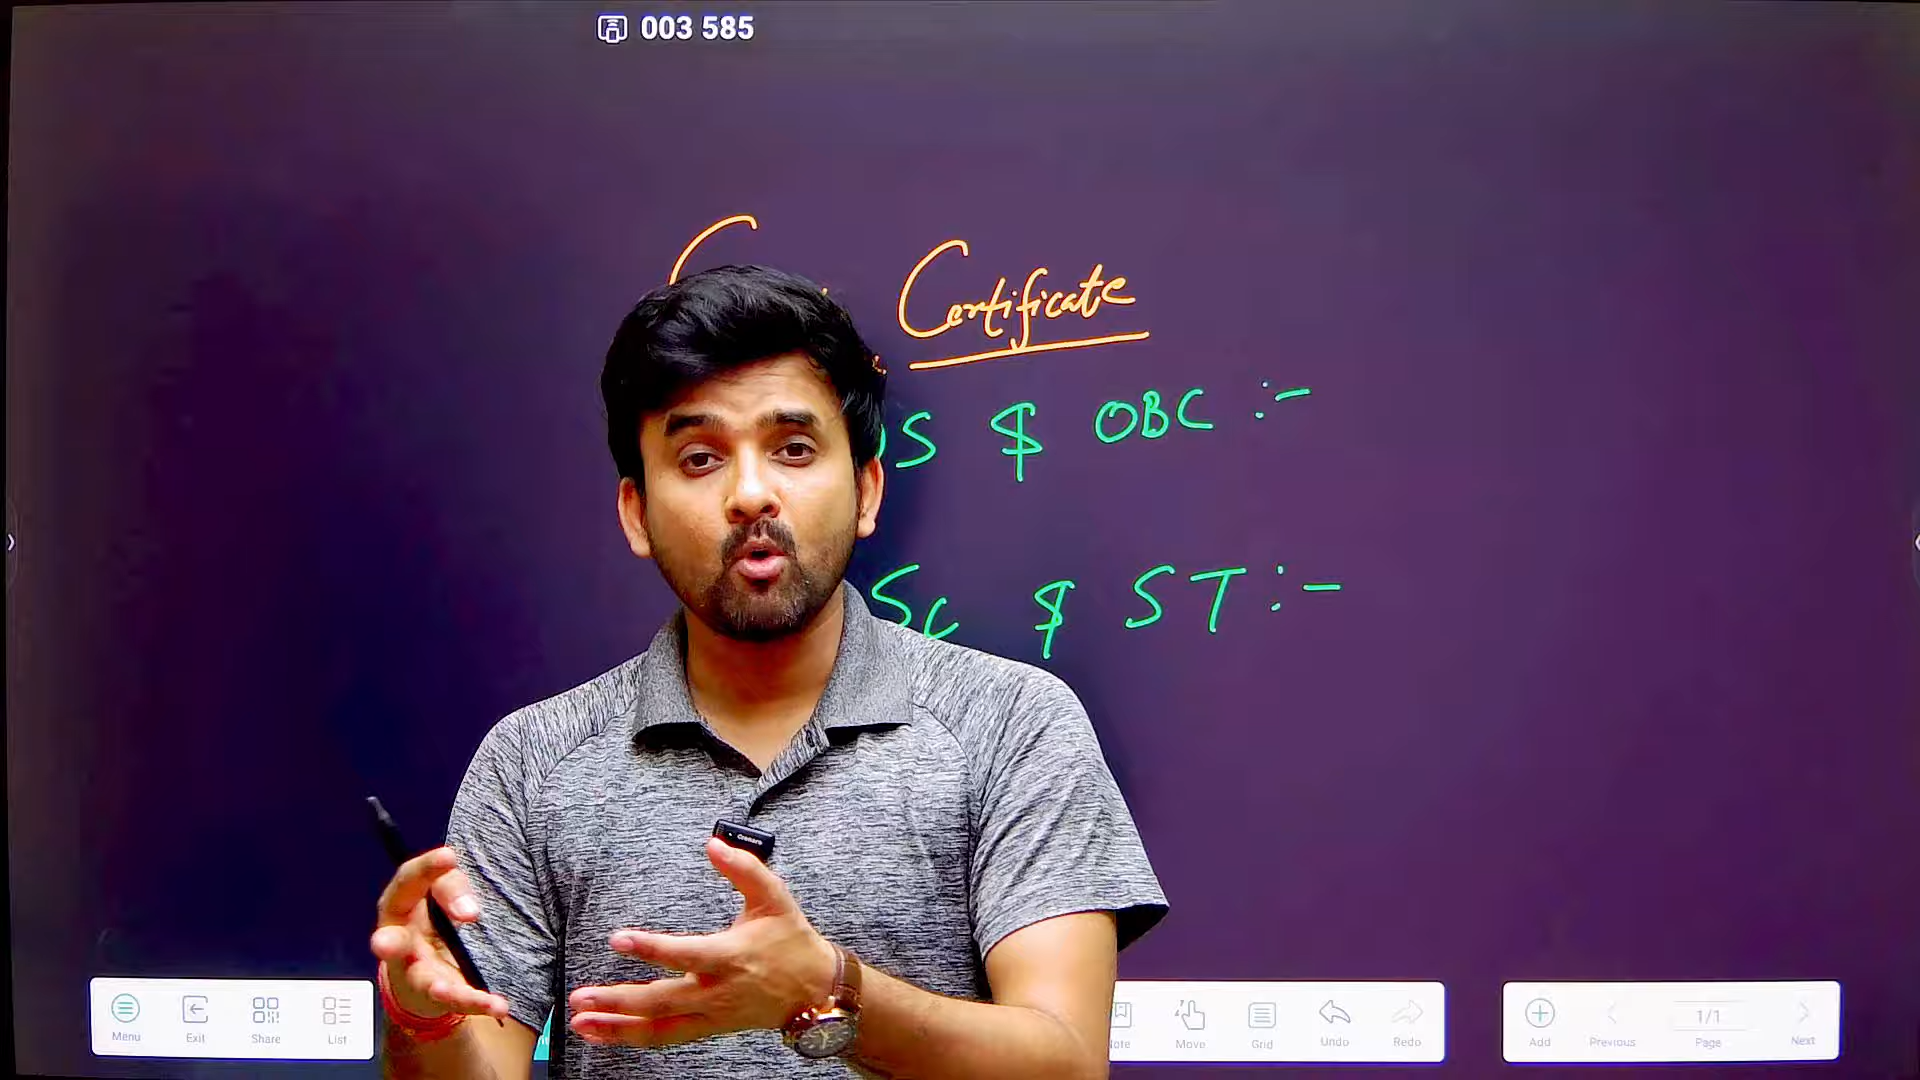 003 585
Certificate
S $ OBC :-
SC $ ST :-
Menu Exit Share List
Move Grid Undo Redo
Add Previous 1/1 Page Next